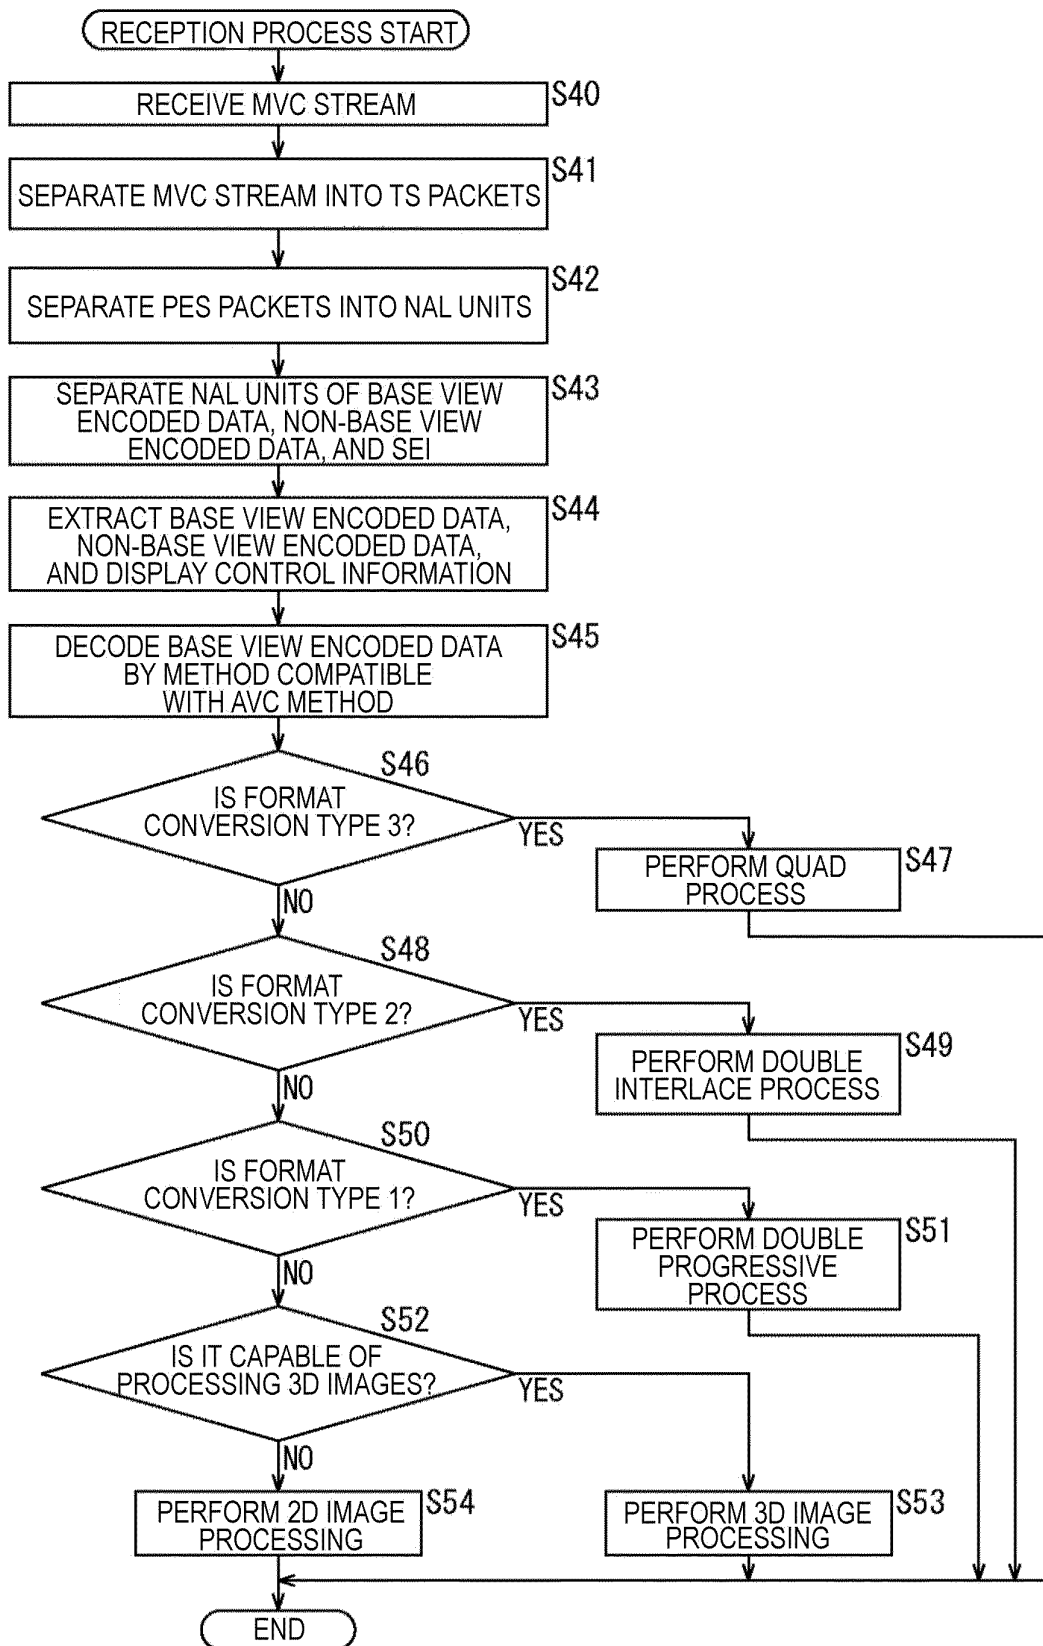 RECEPTION PROCESS START
RECEIVE MVC STREAM
S40
SEPARATE MVC STREAM INTO TS PACKETS
S41
SEPARATE PES PACKETS INTO NAL UNITS
S42
SEPARATE NAL UNITS OF BASE VIEW
ENCODED DATA, NON-BASE VIEW
ENCODED DATA, AND SEI
S43
EXTRACT BASE VIEW ENCODED DATA,
NON-BASE VIEW ENCODED DATA,
AND DISPLAY CONTROL INFORMATION
S44
DECODE BASE VIEW ENCODED DATA
BY METHOD COMPATIBLE
WITH AVC METHOD
S45
S46
IS FORMAT
CONVERSION TYPE 3?
YES
NO
PERFORM QUAD
PROCESS
S47
S48
IS FORMAT
CONVERSION TYPE 2?
YES
NO
PERFORM DOUBLE
INTERLACE PROCESS
S49
S50
IS FORMAT
CONVERSION TYPE 1?
YES
NO
PERFORM DOUBLE
PROGRESSIVE
PROCESS
S51
S52
IS IT CAPABLE OF
PROCESSING 3D IMAGES?
YES
NO
PERFORM 2D IMAGE
PROCESSING
S54
PERFORM 3D IMAGE
PROCESSING
S53
END